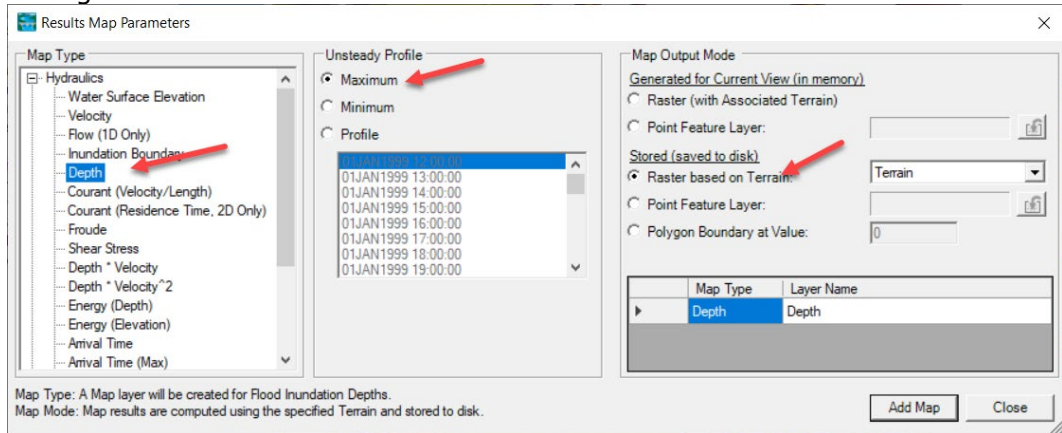 Results Map Parameters
Map Type
Hydraulics
Water Surface Elevation
Velocity
Flow (1D Only)
Inundation Boundary
Depth
Courant (Velocity/Length)
Courant (Residence Time, 2D Only)
Froude
Shear Stress
Depth * Velocity
Depth * Velocity^2
Energy (Depth)
Energy (Elevation)
Arrival Time
Arrival Time (Max)
Unsteady Profile
Maximum
Minimum
Profile
01JAN1999 12:00:00
01JAN1999 13:00:00
01JAN1999 14:00:00
01JAN1999 15:00:00
01JAN1999 16:00:00
01JAN1999 17:00:00
01JAN1999 18:00:00
01JAN1999 19:00:00
Map Output Mode
Generated for Current View (in memory)
Raster (with Associated Terrain)
Point Feature Layer:
Stored (saved to disk)
Raster based on Terrain: Terrain
Point Feature Layer:
Polygon Boundary at Value: 0
Map Type Layer Name
Depth Depth
Map Type: A Map layer will be created for Flood Inundation Depths.
Map Mode: Map results are computed using the specified Terrain and stored to disk.
Add Map Close